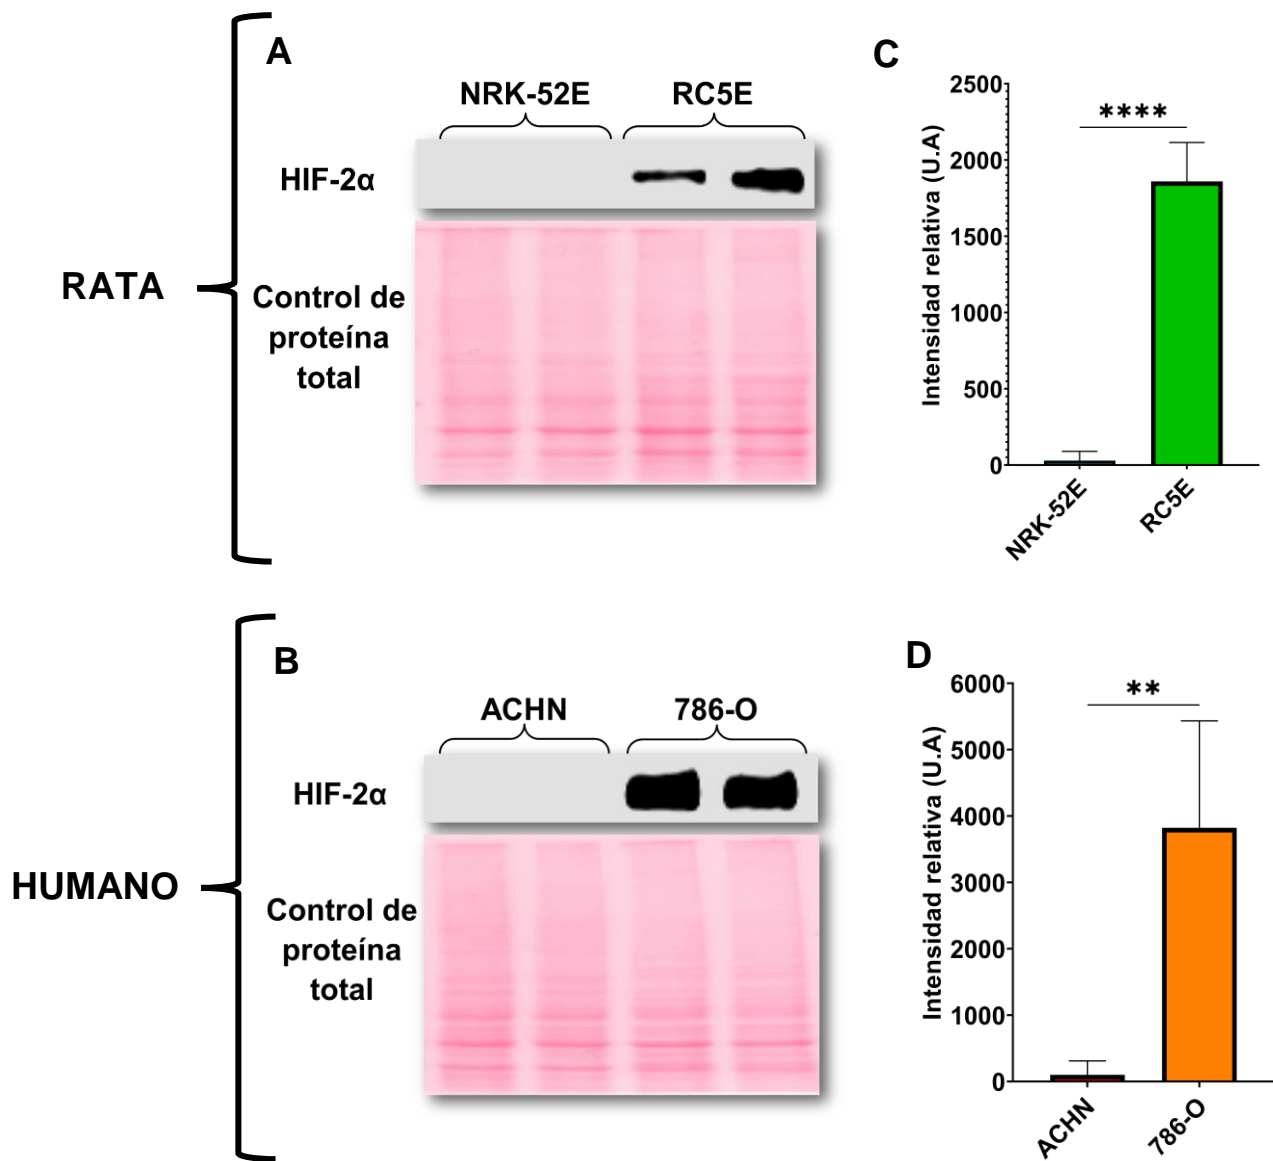 RATA
A
NRK-52E RC5E
HIF-2α
Control de
proteína
total
C
Intensidad relativa (U.A)
2500
2000
1500
1000
500
0
****
NRK-52E
RC5E
HUMANO
B
ACHN 786-O
HIF-2α
Control de
proteína
total
D
Intensidad relativa (U.A)
6000
5000
4000
3000
2000
1000
0
**
ACHN
786-O